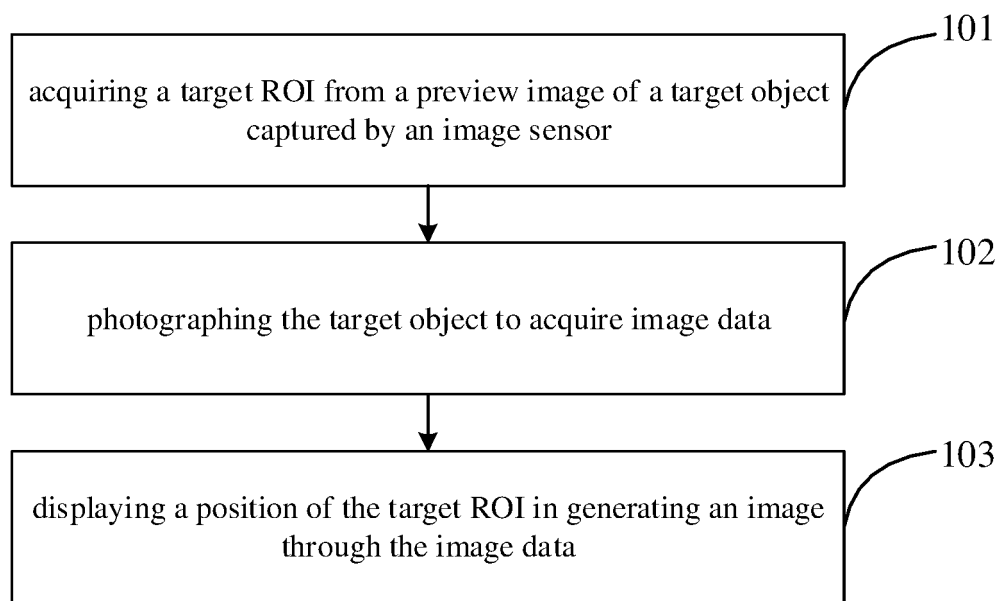 101
acquiring a target ROI from a preview image of a target object
captured by an image sensor
102
photographing the target object to acquire image data
103
displaying a position of the target ROI in generating an image
through the image data